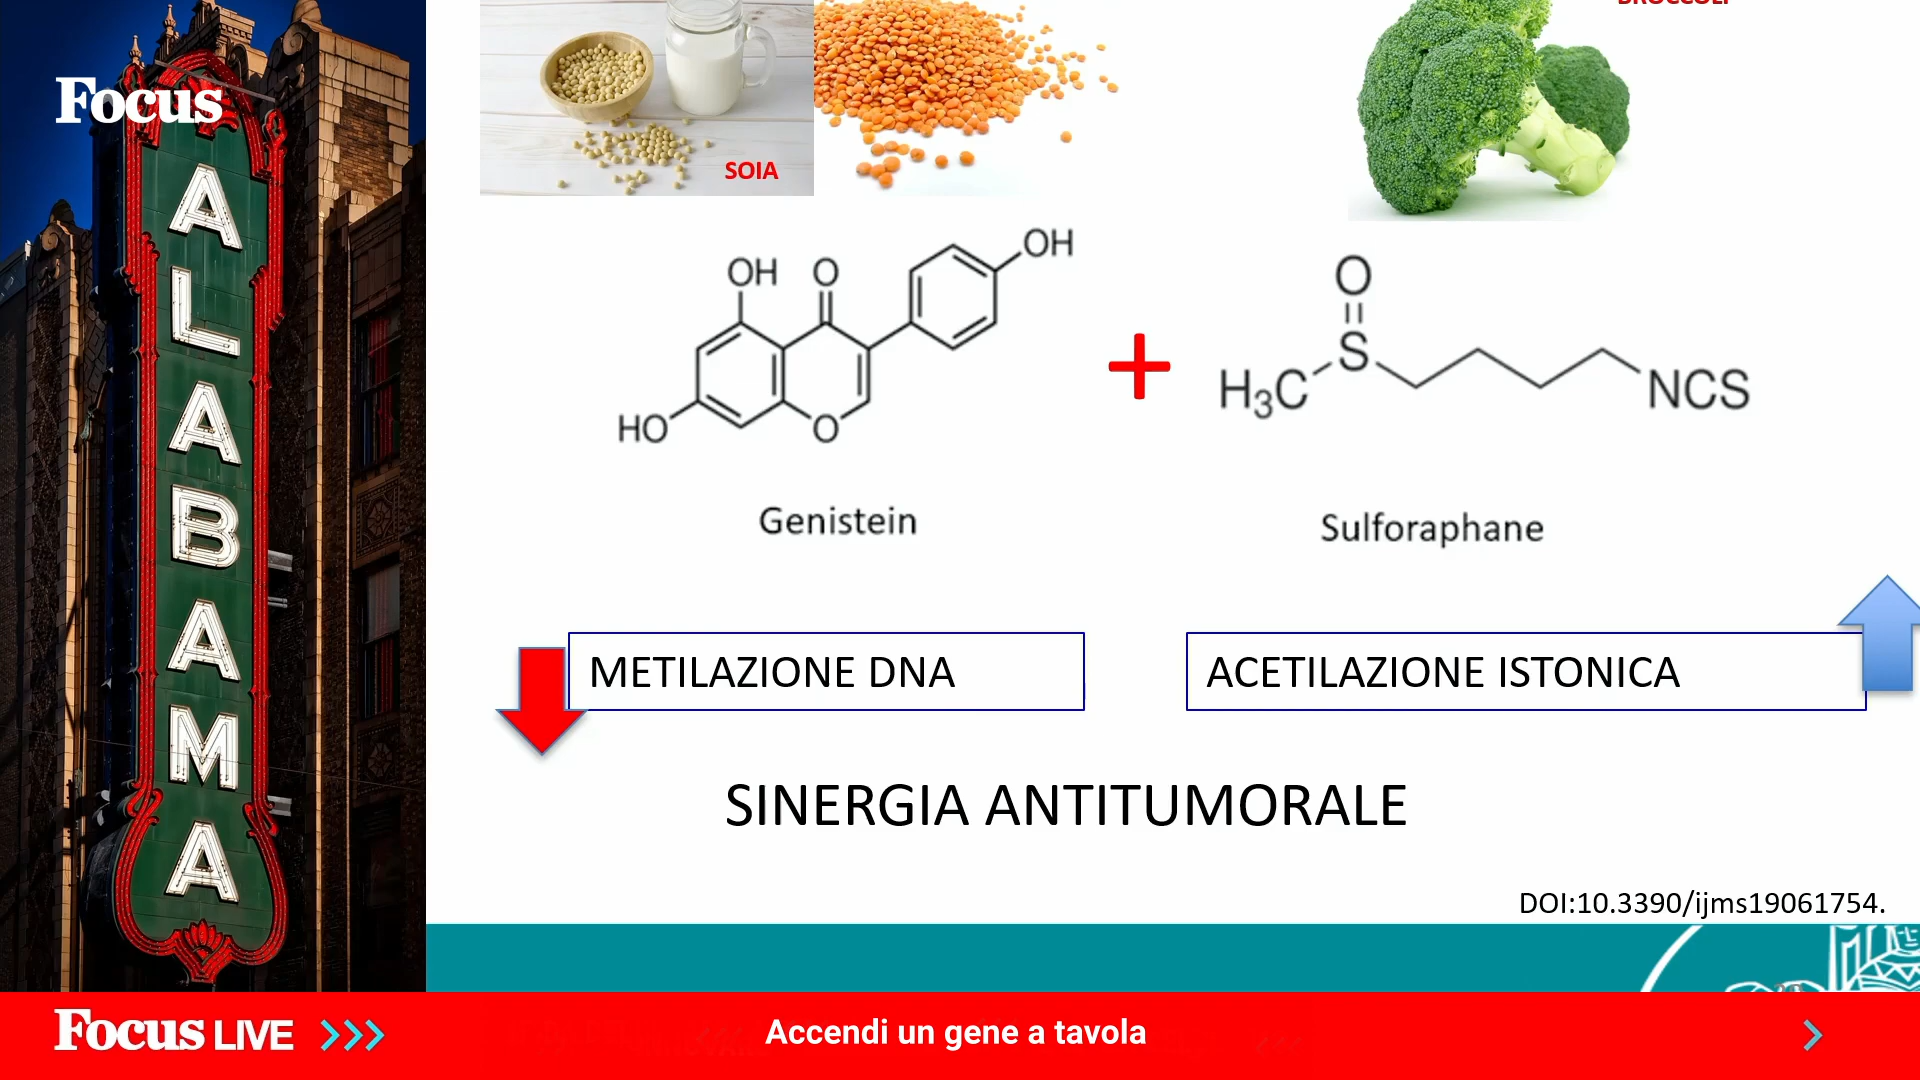 Focus
ALABAMA
BROCCOLI
SOIA
OH
O
OH
HO
O
+
O
S
H₃C
NCS
Genistein
Sulforaphane
METILAZIONE DNA
ACETILAZIONE ISTONICA
SINERGIA ANTITUMORALE
DOI:10.3390/ijms19061754.
Focus LIVE >>>
Accendi un gene a tavola